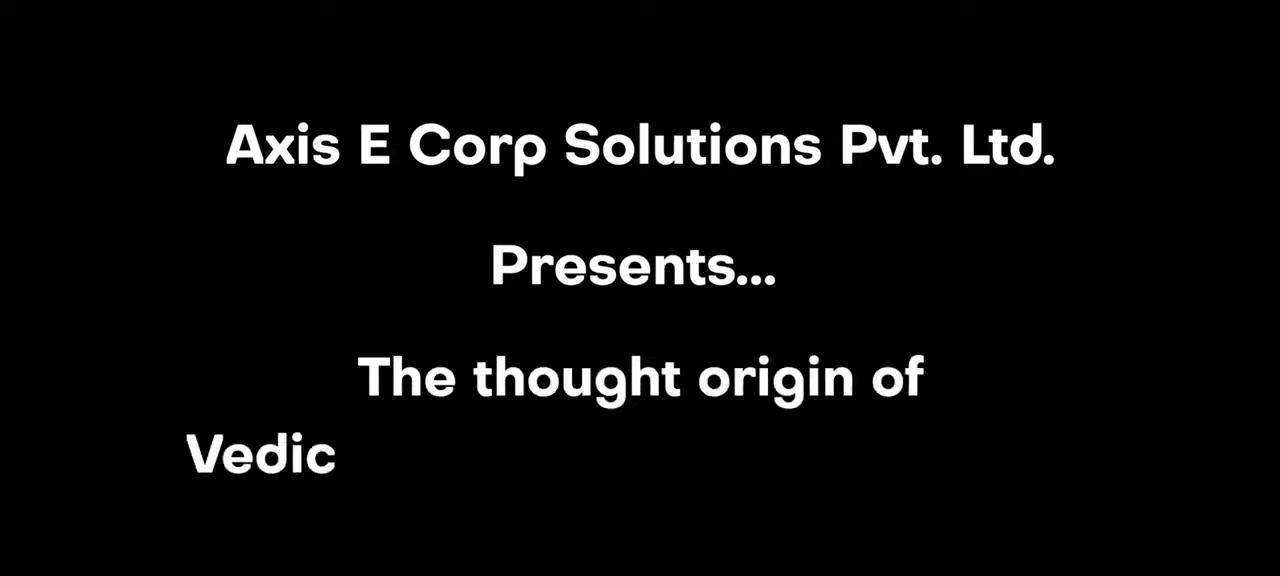 Axis E Corp Solutions Pvt. Ltd.
Presents...
The thought origin of
Vedic